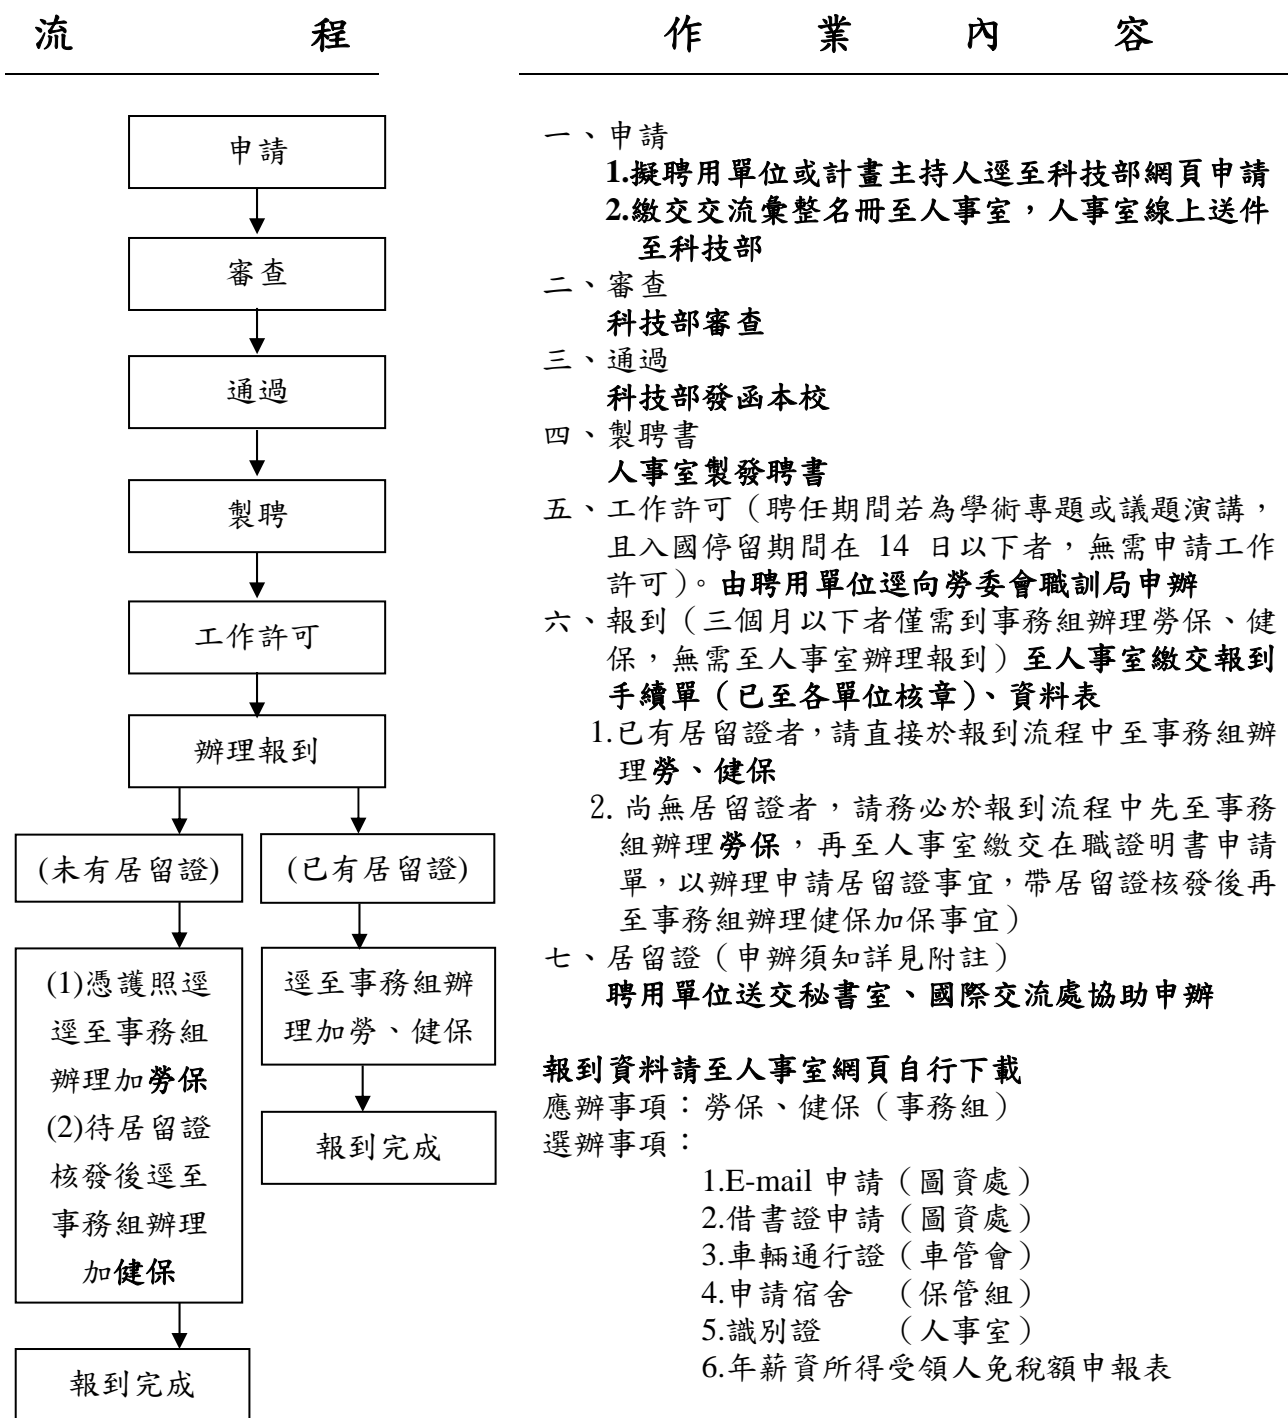 流程
申請
審查
通過
製聘
工作許可
辦理報到
(未有居留證)
(已有居留證)
(1)憑護照逕
逕至事務組
辦理加勞保
(2)待居留證
核發後逕至
事務組辦理
加健保
報到完成
逕至事務組辦
理加勞、健保
報到完成
作業內容
一、申請
1.擬聘用單位或計畫主持人逕至科技部網頁申請
2.繳交交流彙整名冊至人事室，人事室線上送件
至科技部
二、審查
科技部審查
三、通過
科技部發函本校
四、製聘書
人事室製發聘書
五、工作許可（聘任期間若為學術專題或議題演講，
且入國停留期間在 14 日以下者，無需申請工作
許可）。由聘用單位逕向勞委會職訓局申辦
六、報到（三個月以下者僅需到事務組辦理勞保、健
保，無需至人事室辦理報到）至人事室繳交報到
手續單（已至各單位核章）、資料表
1.已有居留證者，請直接於報到流程中至事務組辦
理勞、健保
2. 尚無居留證者，請務必於報到流程中先至事務
組辦理勞保，再至人事室繳交在職證明書申請
單，以辦理申請居留證事宜，帶居留證核發後再
至事務組辦理健保加保事宜）
七、居留證（申辦須知詳見附註）
聘用單位送交秘書室、國際交流處協助申辦
報到資料請至人事室網頁自行下載
應辦事項：勞保、健保（事務組）
選辦事項：
1.E-mail 申請（圖資處）
2.借書證申請（圖資處）
3.車輛通行證（車管會）
4.申請宿舍　（保管組）
5.識別證　　（人事室）
6.年薪資所得受領人免稅額申報表